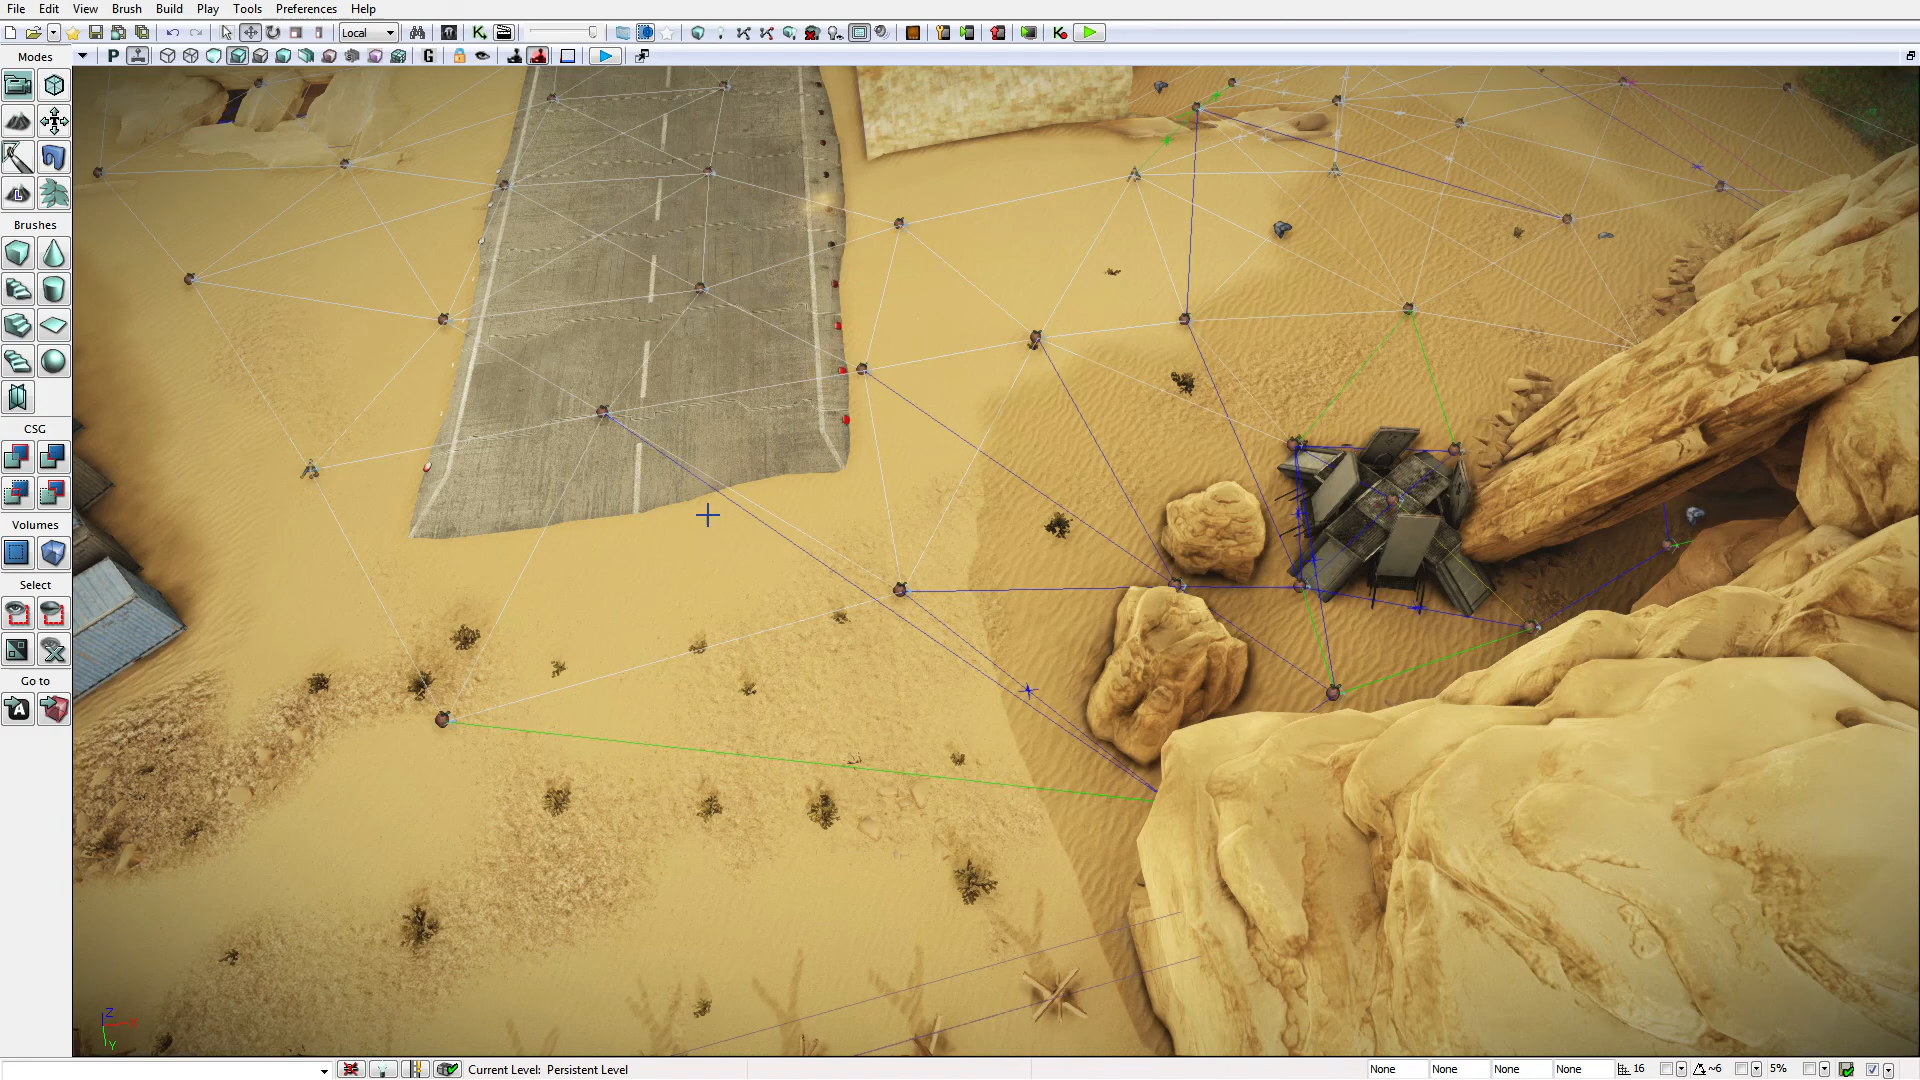 File Edit View Brush Build Play Tools Preferences Help
Local
Modes
P
G
L
Brushes
CSG
Volumes
Select
Go to
A
Z
X
Y
Current Level: Persistent Level
None
None
None
None
16
~6
5%